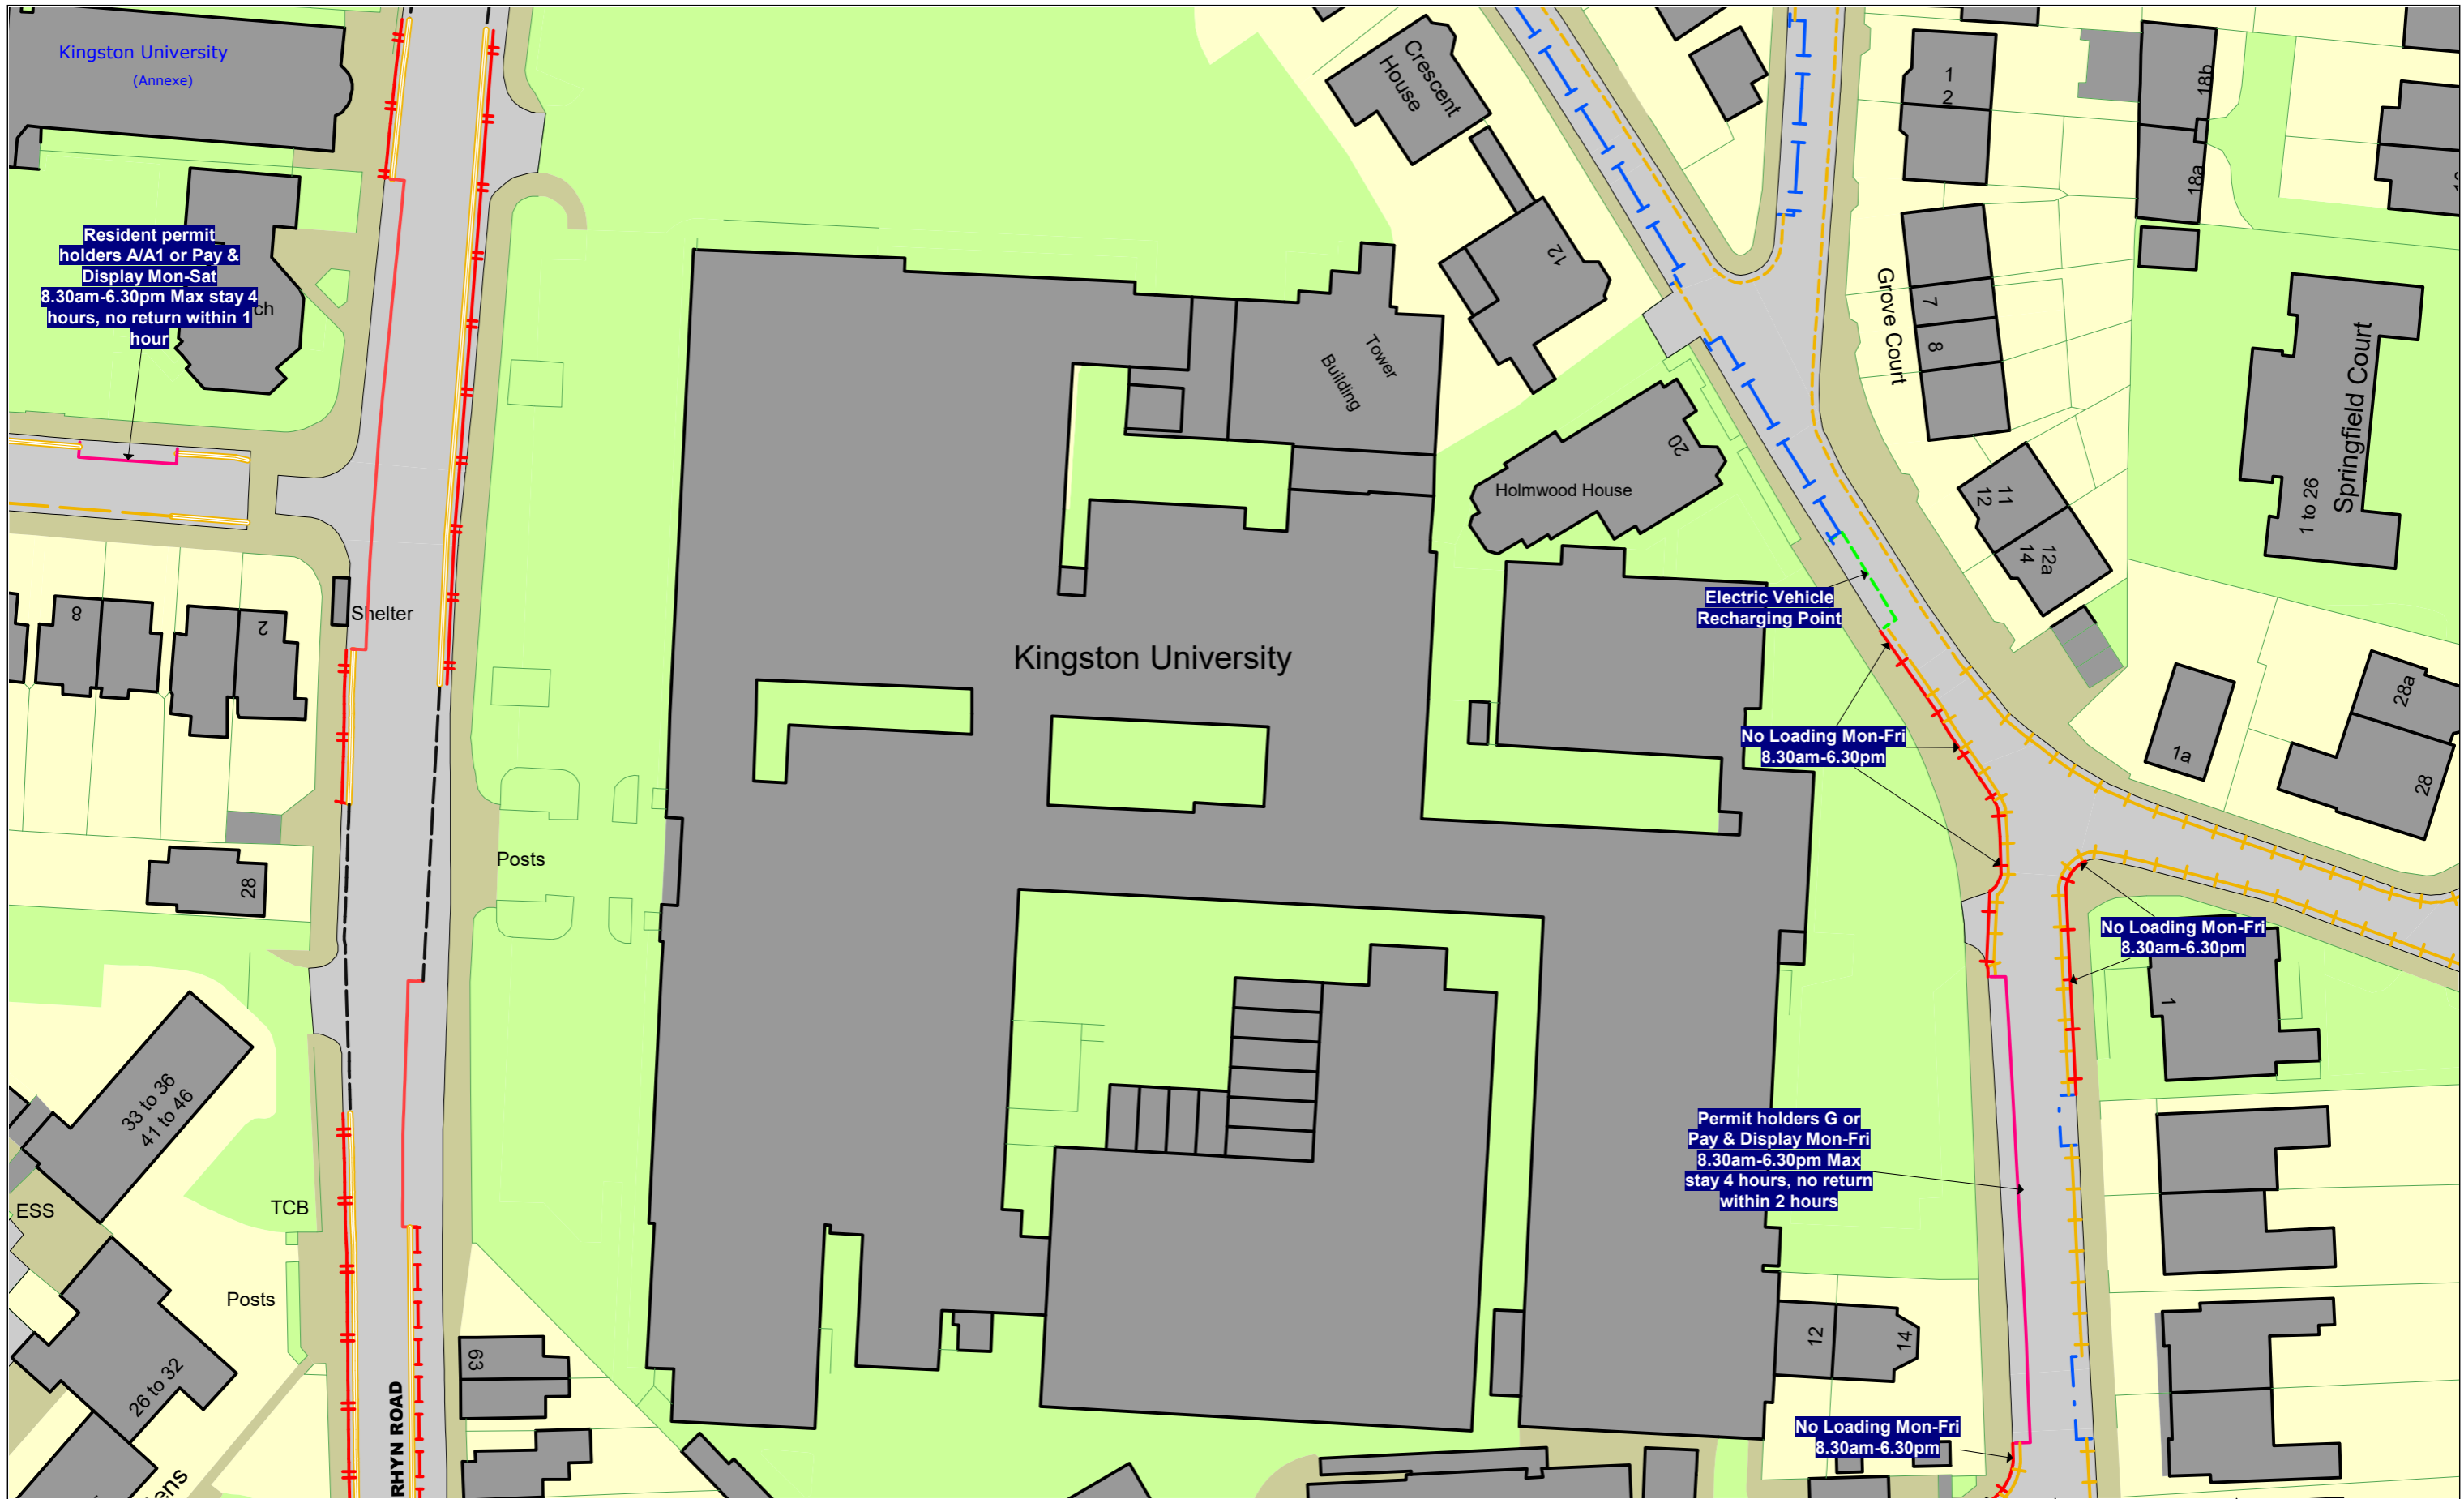 Kingston University
(Annexe)
Crescent
House
1
2
18b
18a
Resident permit
holders A/A1 or Pay &
Display Mon-Sat
8.30am-6.30pm Max stay 4
hours, no return within 1
hour
ch
12
Tower
Building
Grove Court
7
8
Springfield Court
1 to 26
20
Holmwood House
11
12
12a
14
Shelter
8
2
Electric Vehicle
Recharging Point
Kingston University
28a
28
1a
No Loading Mon-Fri
8.30am-6.30pm
Posts
28
No Loading Mon-Fri
8.30am-6.30pm
1
33 to 36
41 to 46
Permit holders G or
Pay & Display Mon-Fri
8.30am-6.30pm Max
stay 4 hours, no return
within 2 hours
ESS
TCB
Posts
63
12
14
26 to 32
RHYN ROAD
No Loading Mon-Fri
8.30am-6.30pm
ens